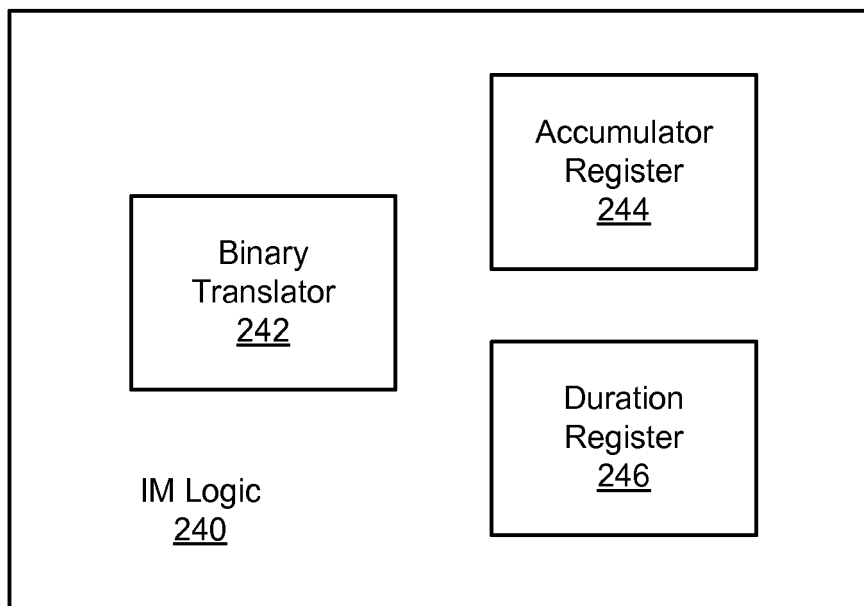 Accumulator
Register
244
Binary
Translator
242
Duration
Register
246
IM Logic
240